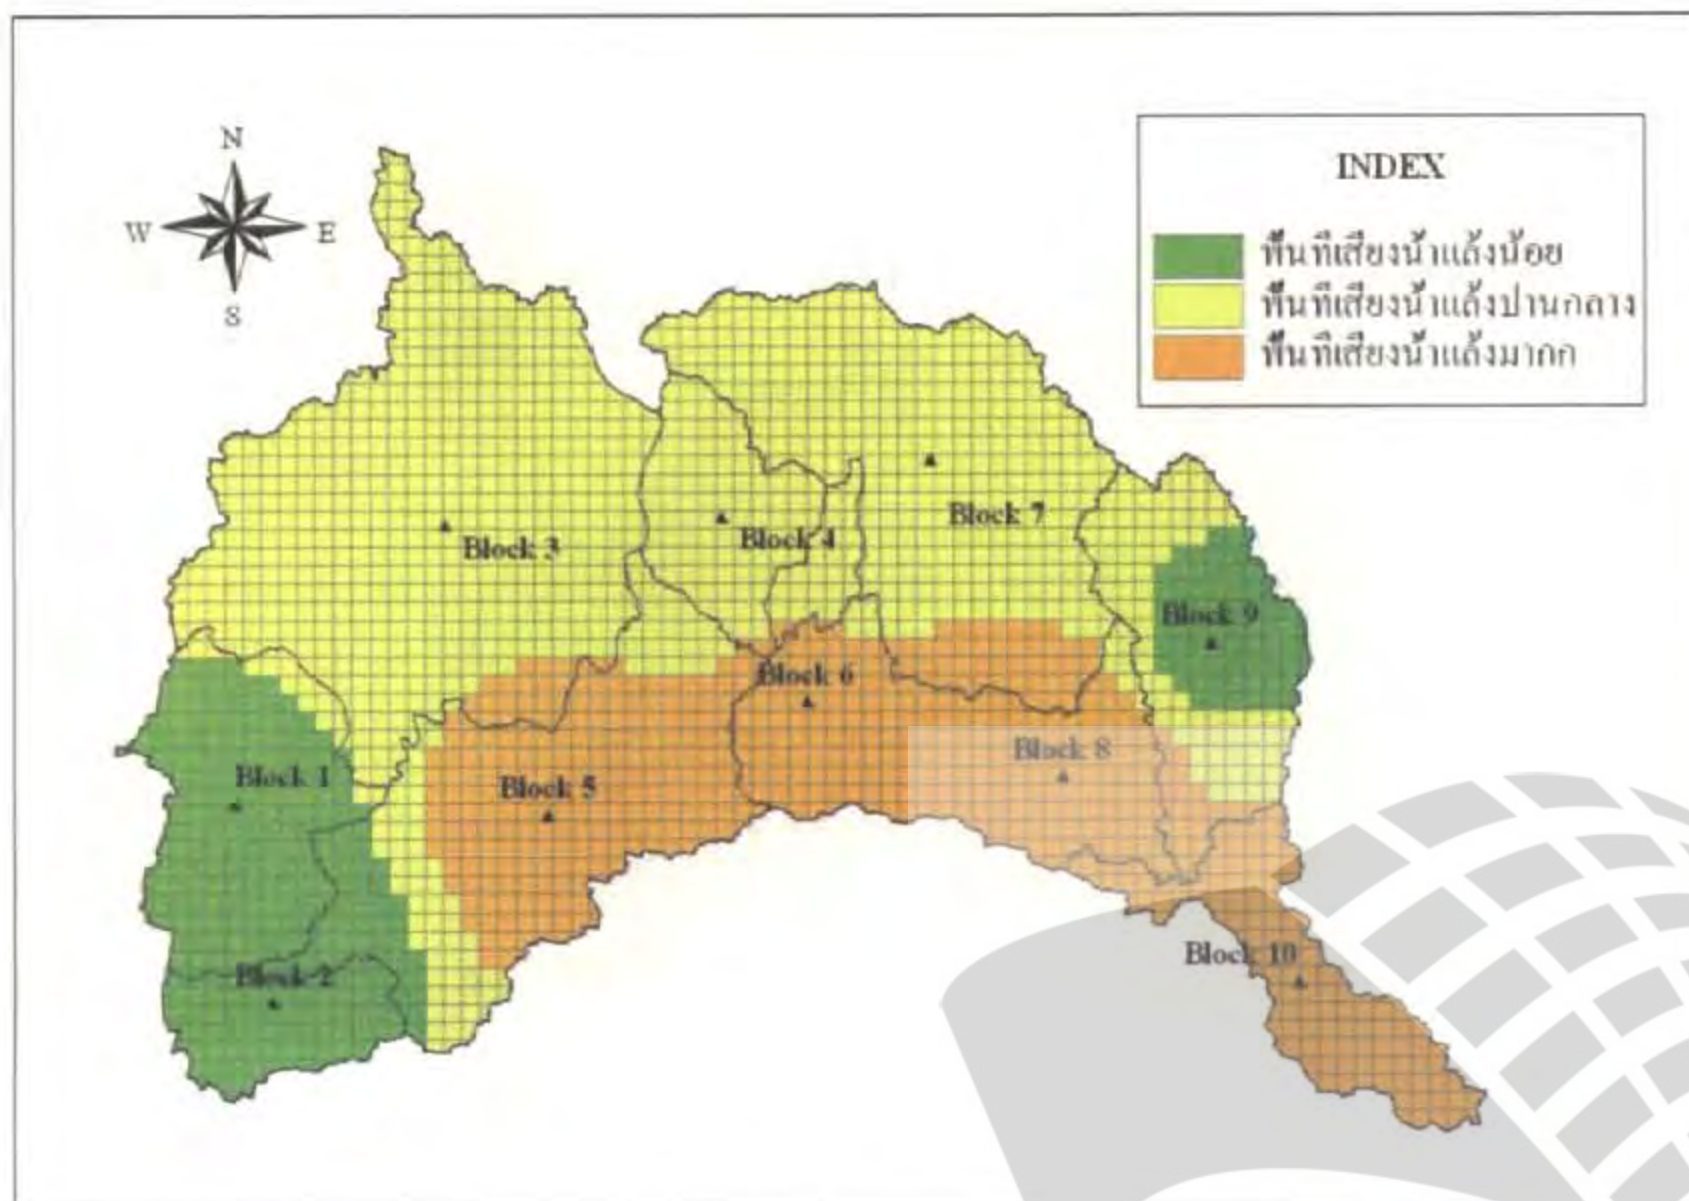 N
W E
S
INDEX
พื้นที่เสี่ยงน้ำแล้งน้อย
พื้นที่เสี่ยงน้ำแล้งปานกลาง
พื้นที่เสี่ยงน้ำแล้งมากก
Block 7
Block 4
Block 3
Block 9
Block 6
Block 8
Block 1
Block 5
Block 10
Block 2